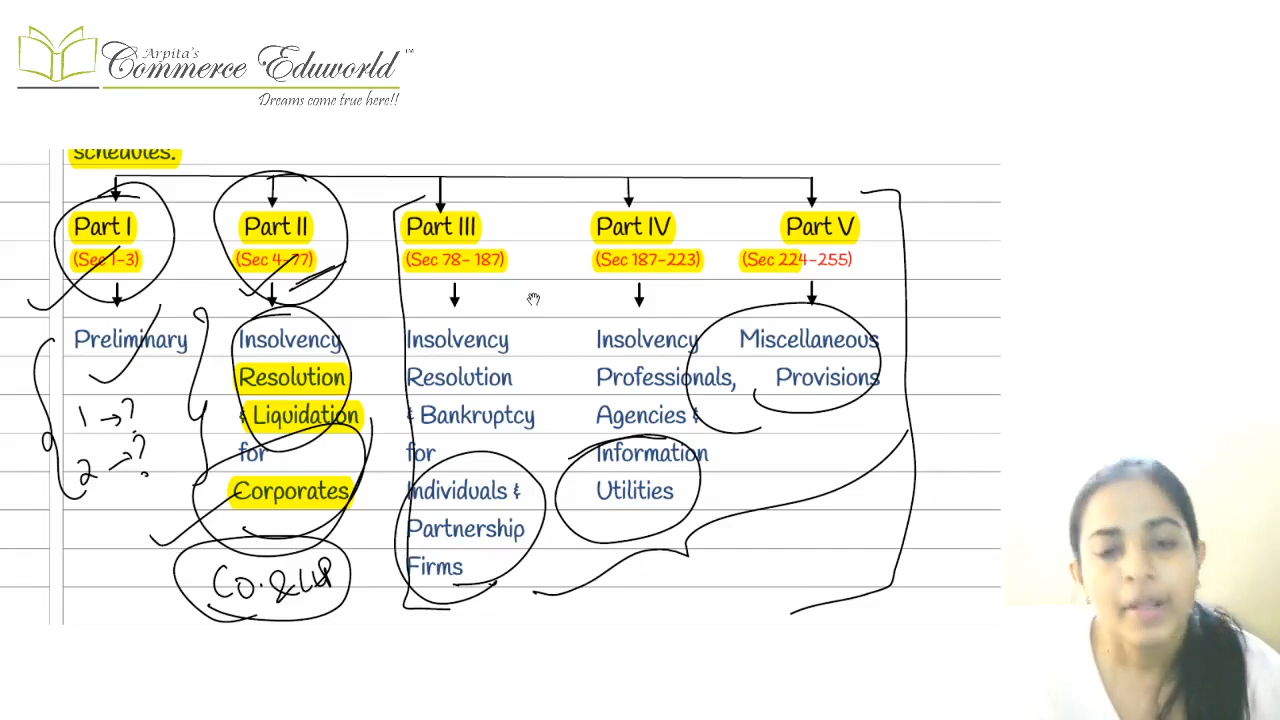 Arpita's
Commerce Eduworld™
Dreams come true here!!
schedules.
Part I
Part II
Part III
Part IV
Part V
(Sec 1-3)
(Sec 4-77)
(Sec 78- 187)
(Sec 187-223)
(Sec 224-255)
Preliminary
Insolvency
Resolution
& Liquidation
for
Corporates
Insolvency
Resolution
& Bankruptcy
for
Individuals &
Partnership
Firms
Insolvency
Professionals,
Agencies &
Information
Utilities
Miscellaneous
Provisions
1 → ?
2 → ?
Co. & LLP